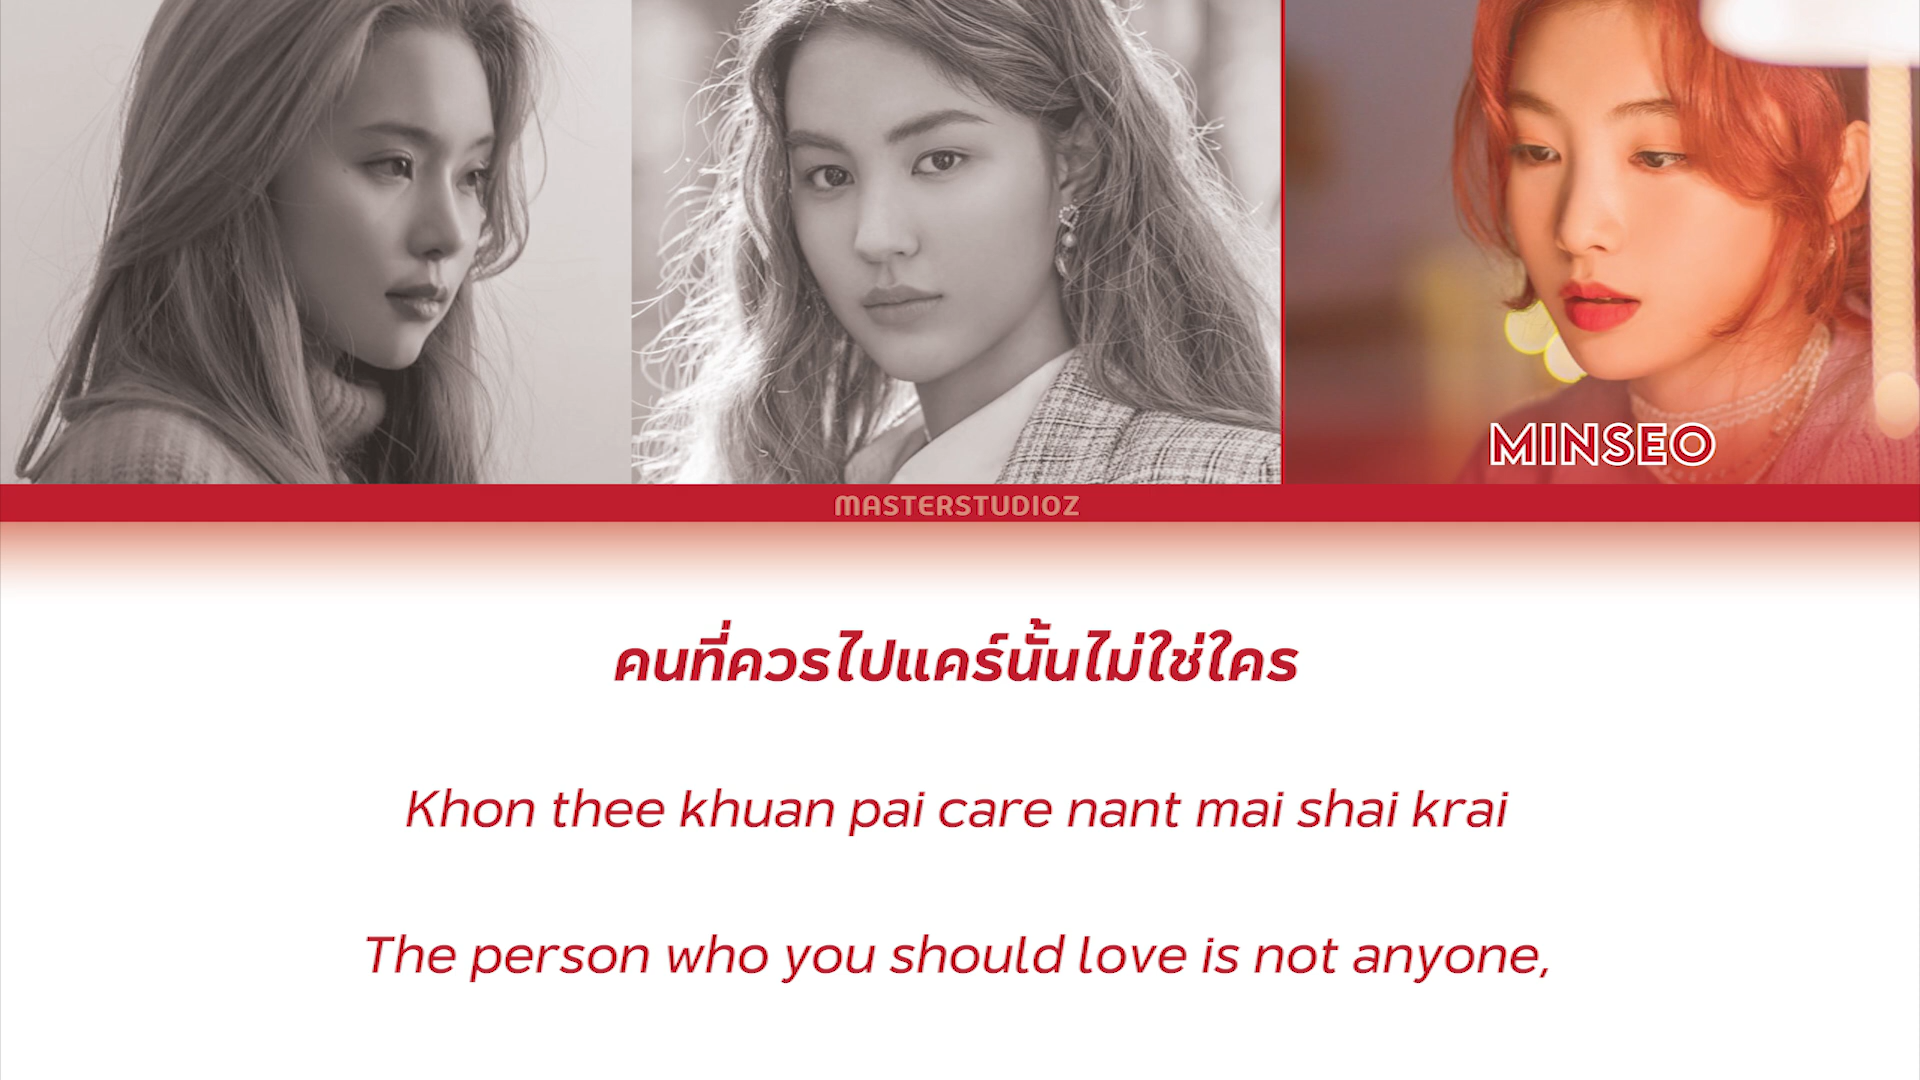 MINSEO
MASTERSTUDIOZ
คนที่ควรไปแคร์นั้นไม่ใช่ใคร
Khon thee khuan pai care nant mai shai krai
The person who you should love is not anyone,